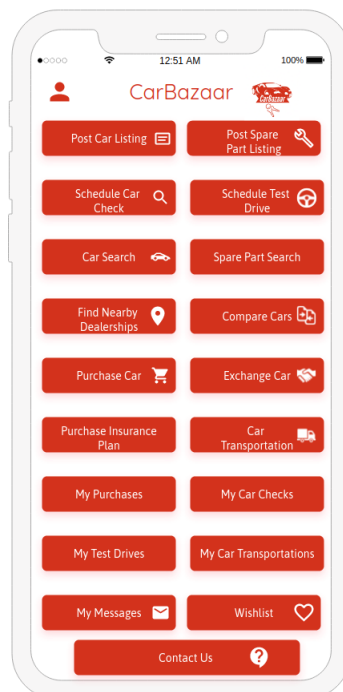 12:51 AM
100%
CarBazaar
CarBazaar
Post Car Listing
Post Spare
Part Listing
Schedule Car
Check
Schedule Test
Drive
Car Search
Spare Part Search
Find Nearby
Dealerships
Compare Cars
Purchase Car
Exchange Car
Purchase Insurance
Plan
Car
Transportation
My Purchases
My Car Checks
My Test Drives
My Car Transportations
My Messages
Wishlist
Contact Us